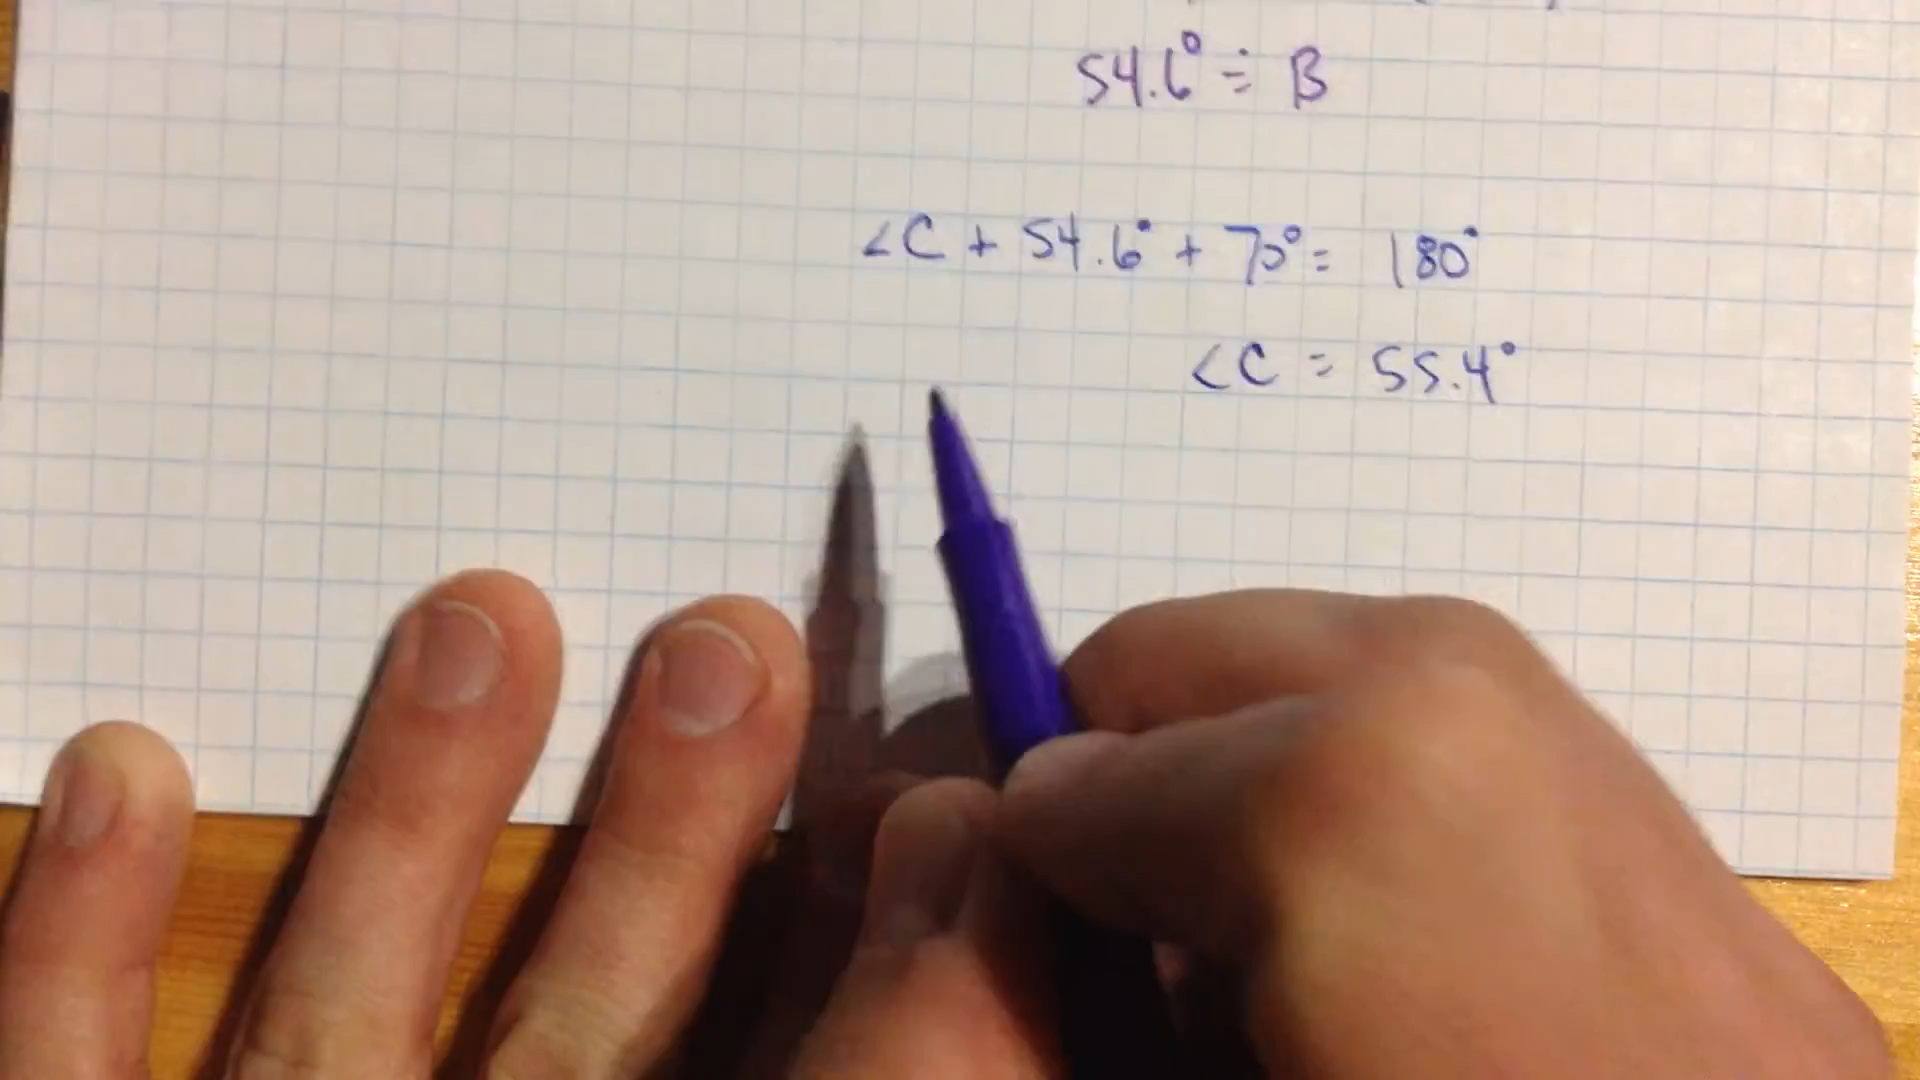 54.6° ≐ B
∠C + 54.6° + 70° = 180°
∠C = 55.4°